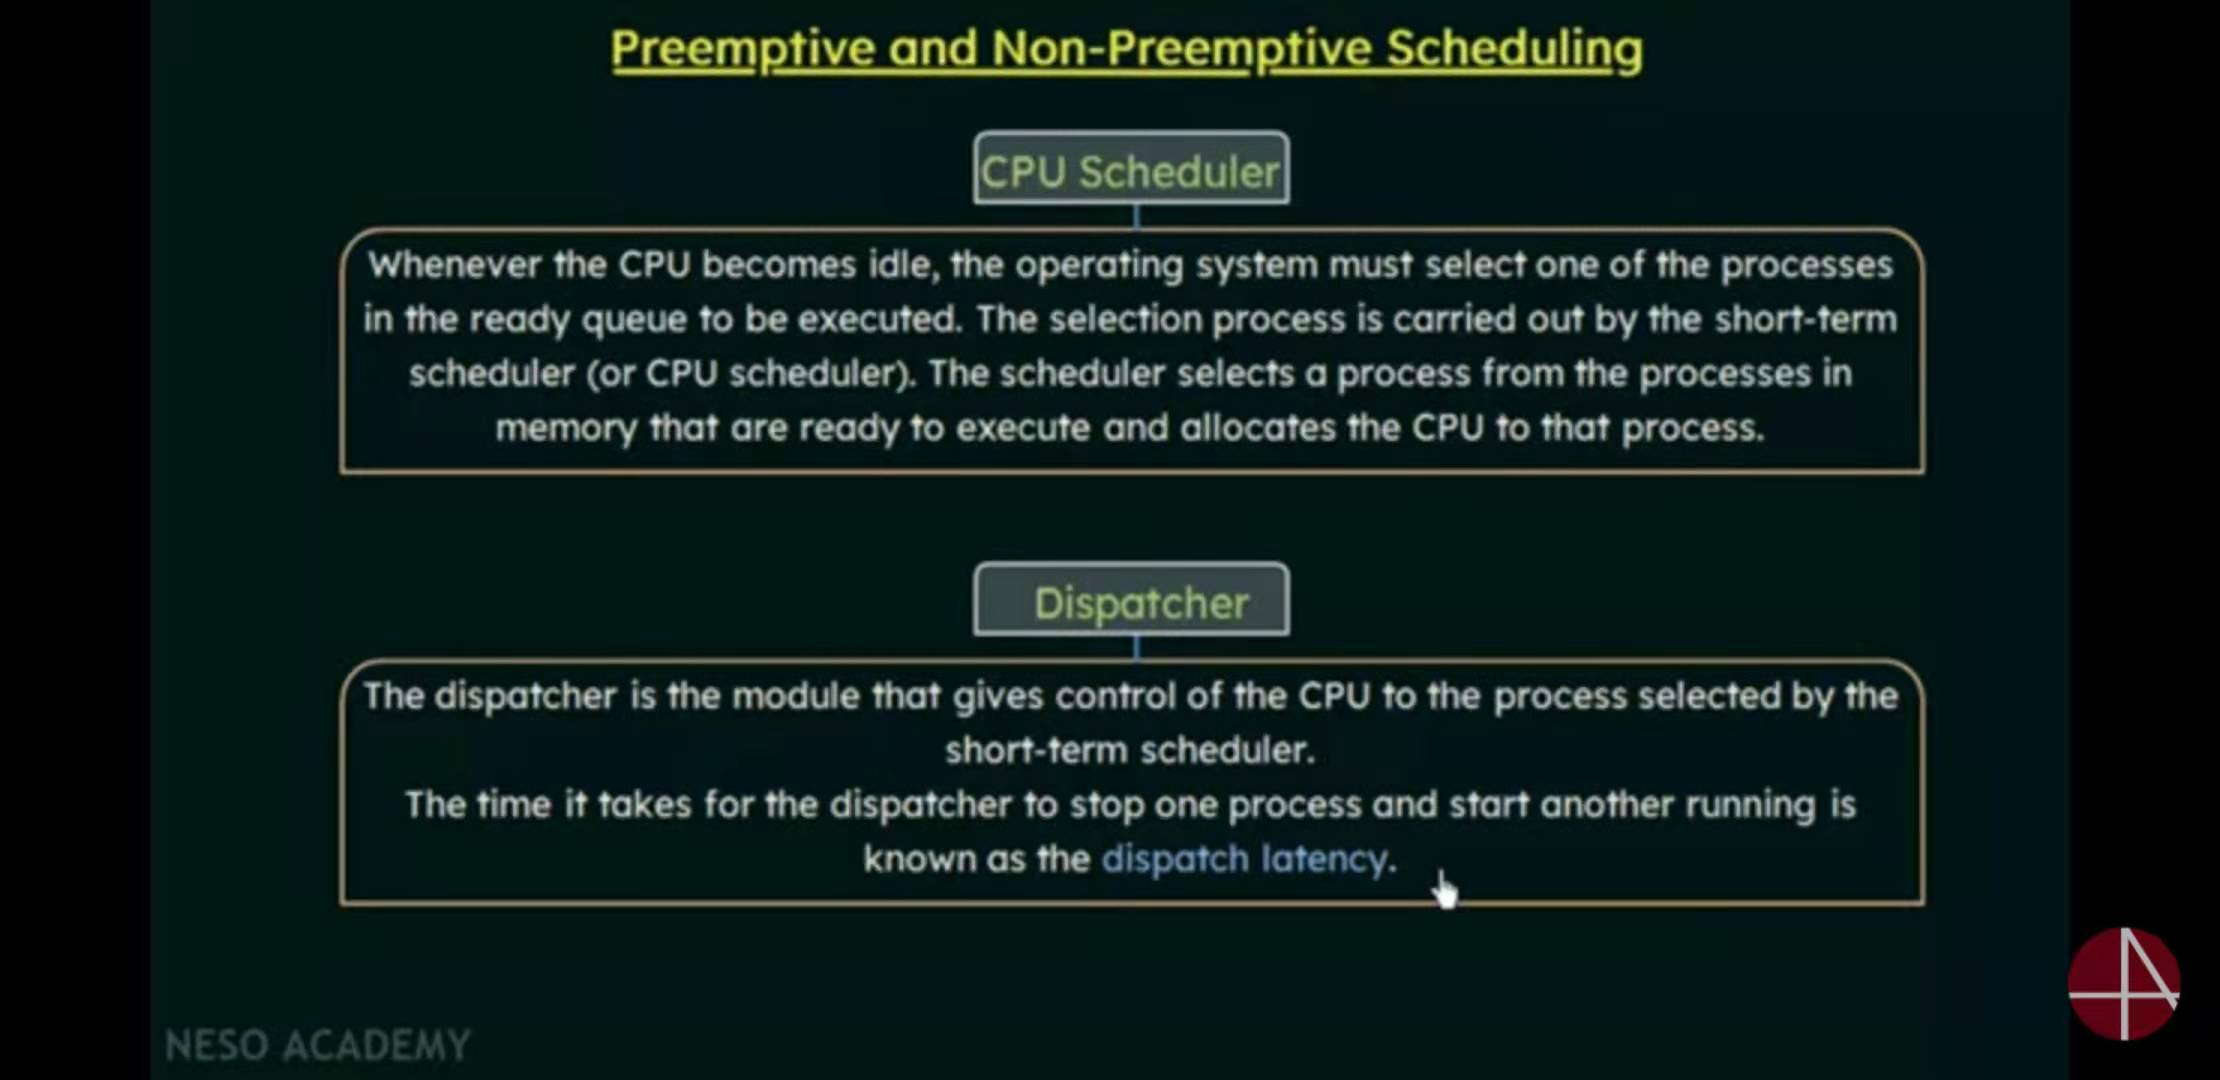 Preemptive and Non-Preemptive Scheduling
CPU Scheduler
Whenever the CPU becomes idle, the operating system must select one of the processes
in the ready queue to be executed. The selection process is carried out by the short-term
scheduler (or CPU scheduler). The scheduler selects a process from the processes in
memory that are ready to execute and allocates the CPU to that process.
Dispatcher
The dispatcher is the module that gives control of the CPU to the process selected by the
short-term scheduler.
The time it takes for the dispatcher to stop one process and start another running is
known as the dispatch latency.
NESO ACADEMY